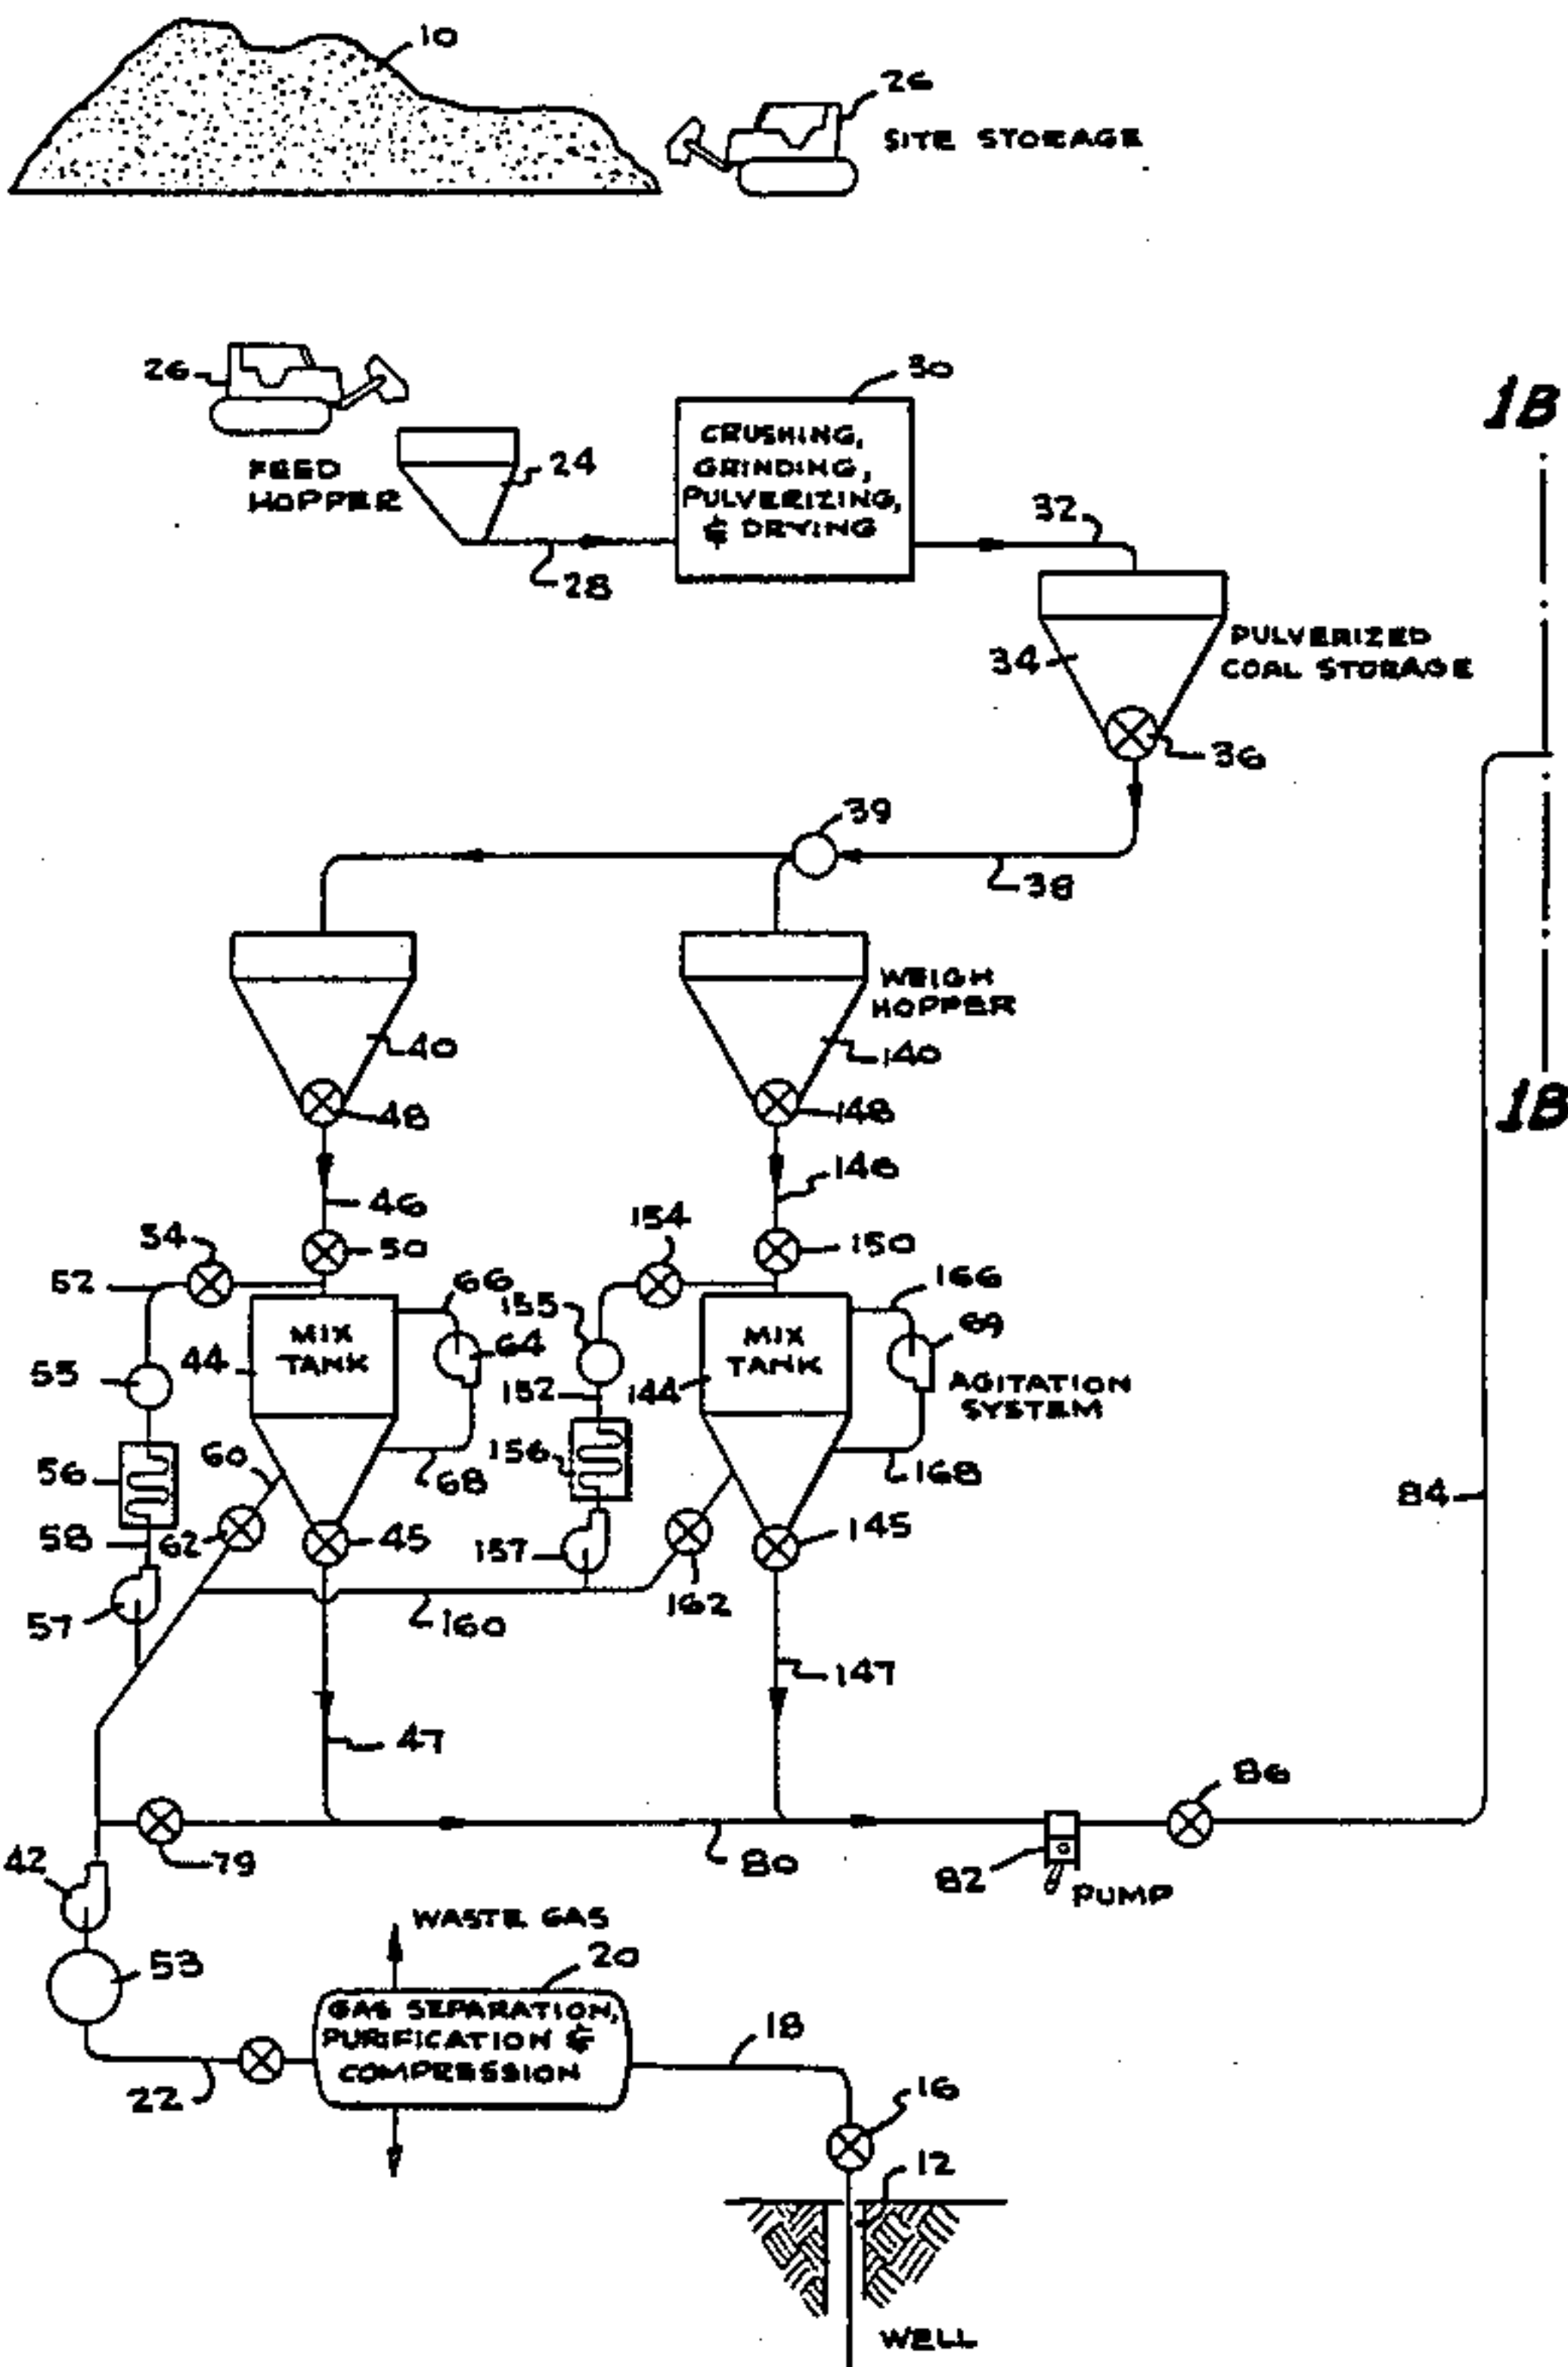 10
26
SITE STORAGE
26
FEED
HOPPER
24
30
CRUSHING,
GRINDING,
PULVERIZING,
& DRYING
28
32
1B
34
PULVERIZED
COAL STORAGE
36
39
38
40
WEIGH
HOPPER
140
48
148
1B
46
146
54
50
154
150
52
66
155
166
MIX
TANK
64
MIX
TANK
69
44
55
152
144
AGITATION
SYSTEM
56
60
68
156
168
84
58
62
45
157
145
57
160
162
147
47
86
42
79
80
82
PUMP
WASTE GAS
53
20
GAS SEPARATION,
PURIFICATION &
COMPRESSION
18
22
16
12
WELL